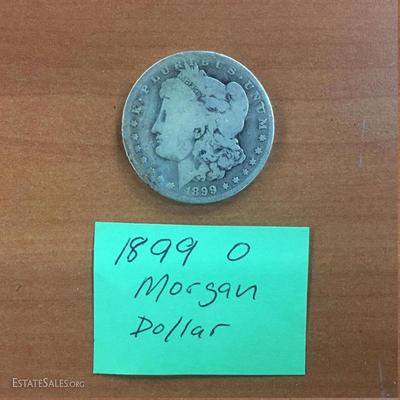 E·PLURIBUS·UNUM
1899
1899 O
Morgan
Dollar
EstateSales.org